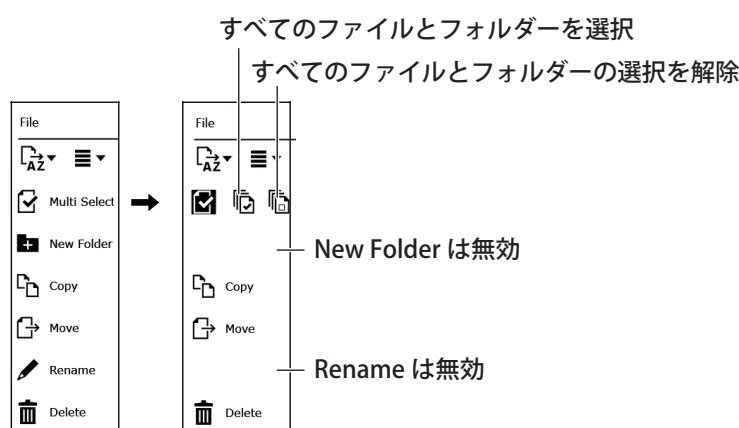 すべてのファイルとフォルダーを選択
すべてのファイルとフォルダーの選択を解除
File
AZ
Multi Select
New Folder
Copy
Move
Rename
Delete
File
AZ
New Folder は無効
Copy
Move
Rename は無効
Delete